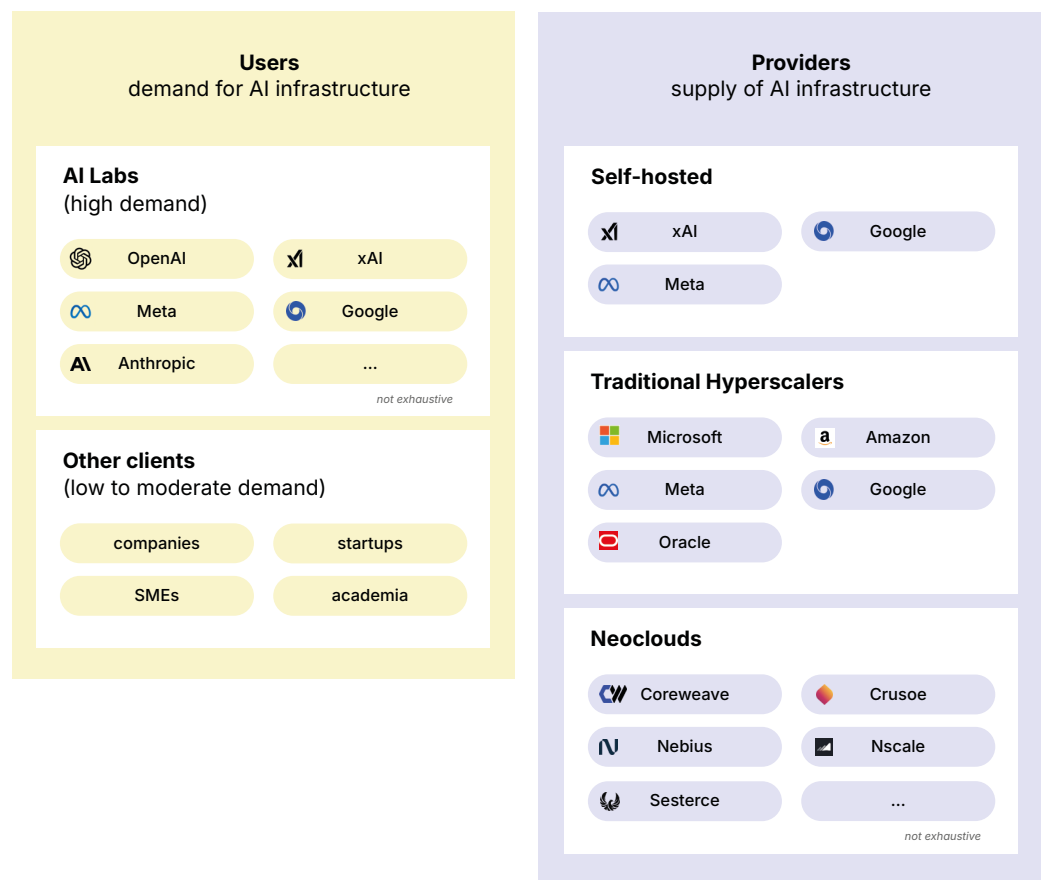 Users
demand for AI infrastructure
AI Labs
(high demand)
OpenAI
xAI
Meta
Google
Anthropic
...
not exhaustive
Other clients
(low to moderate demand)
companies
startups
SMEs
academia
Providers
supply of AI infrastructure
Self-hosted
xAI
Google
Meta
Traditional Hyperscalers
Microsoft
Amazon
Meta
Google
Oracle
Neoclouds
Coreweave
Crusoe
Nebius
Nscale
Sesterce
...
not exhaustive